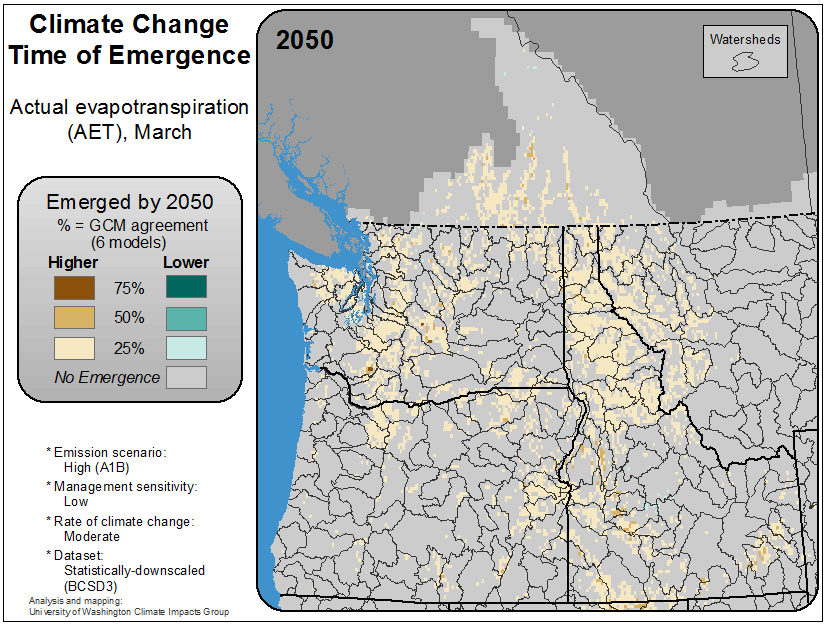 Climate Change
Time of Emergence
Actual evapotranspiration
(AET), March
Emerged by 2050
% = GCM agreement
(6 models)
Higher Lower
75%
50%
25%
No Emergence
* Emission scenario:
High (A1B)
* Management sensitivity:
Low
* Rate of climate change:
Moderate
* Dataset:
Statistically-downscaled
(BCSD3)
Analysis and mapping:
University of Washington Climate Impacts Group
2050
Watersheds